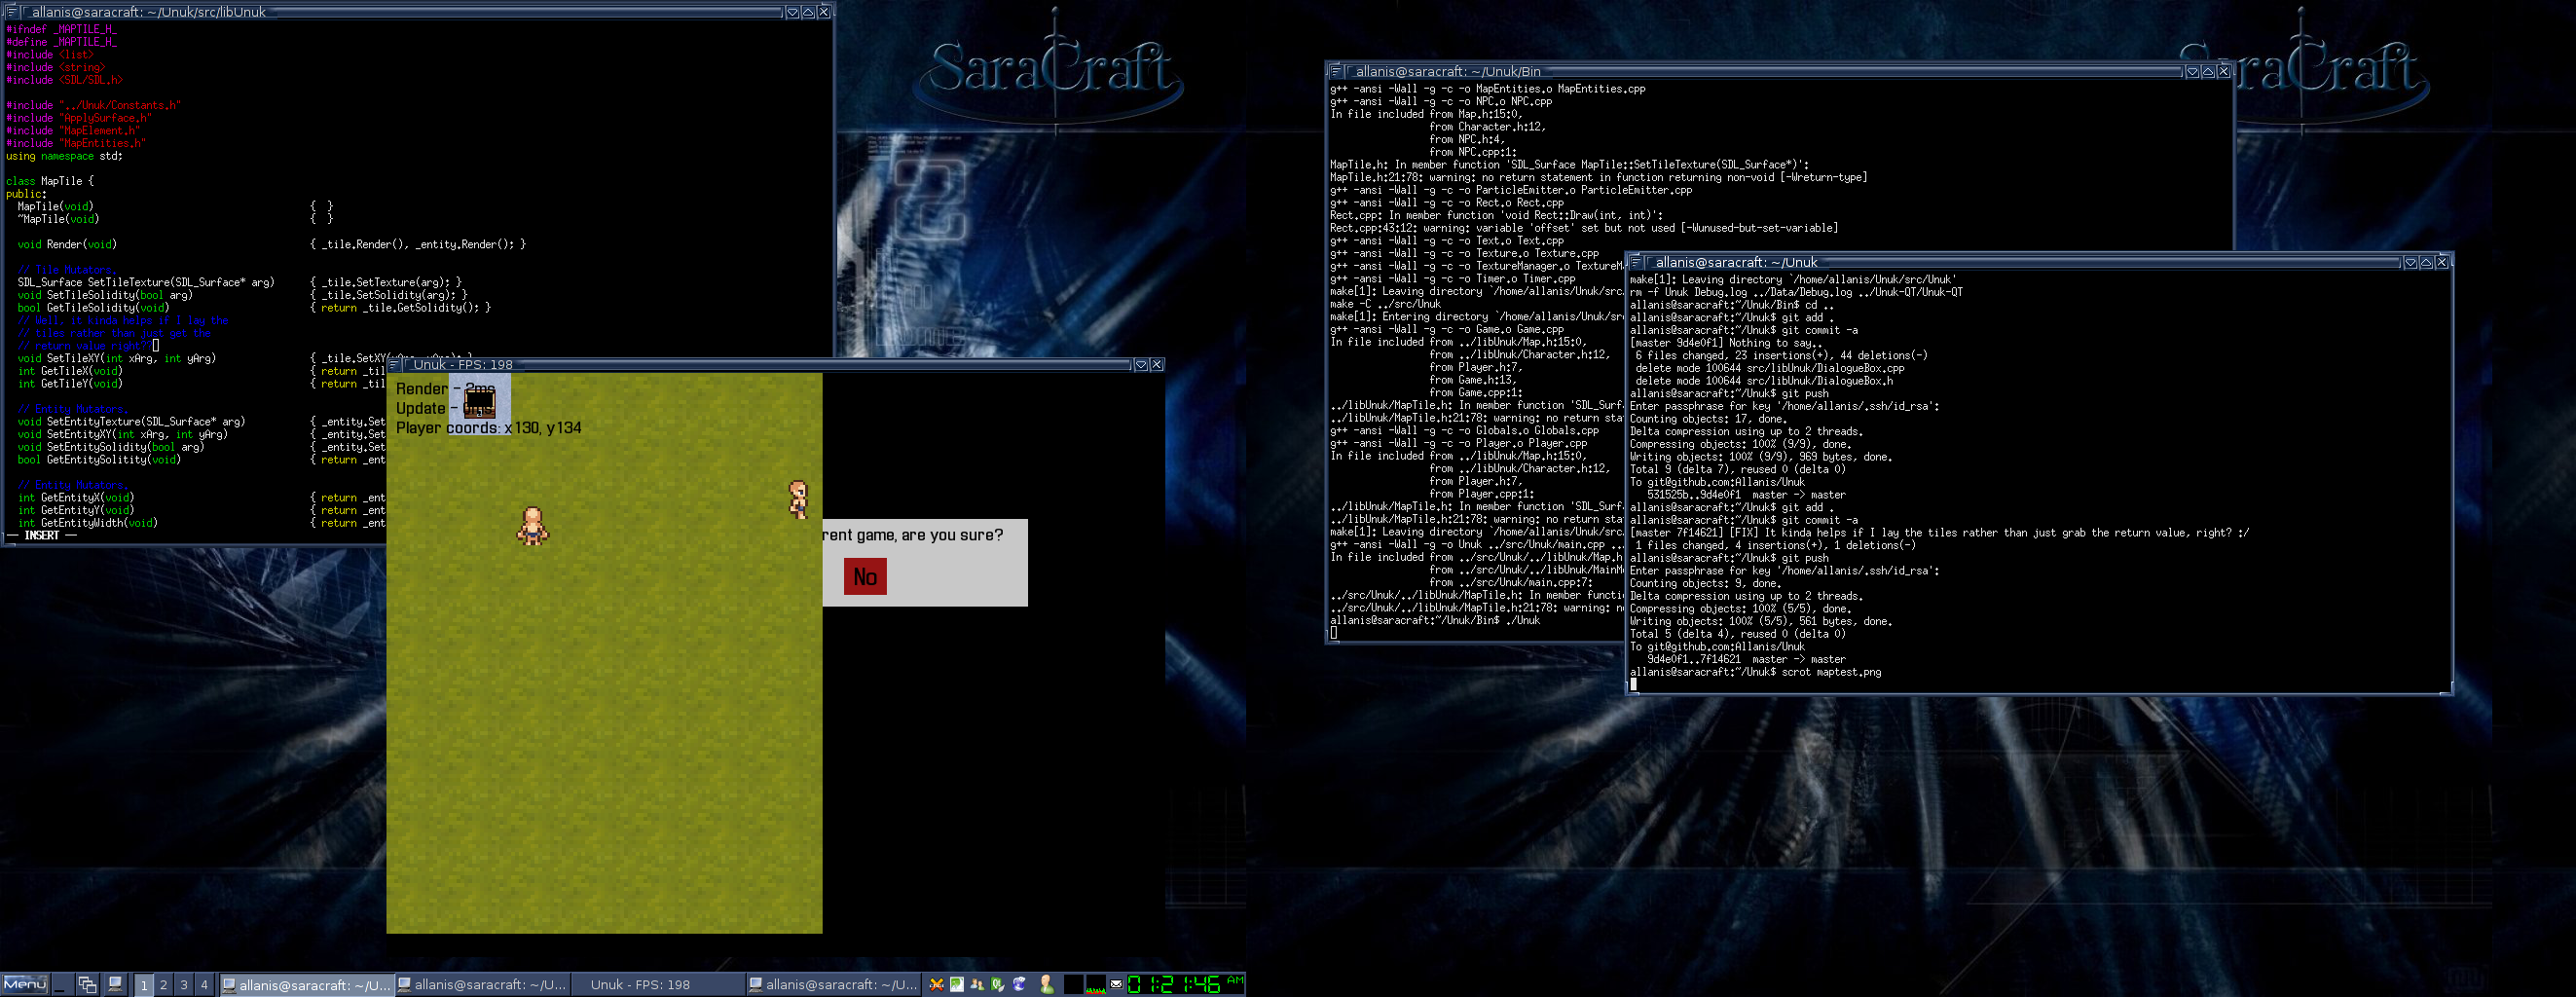 allanis@saracraft: ~/Unuk/src/libUnuk
#ifndef _MAPTILE_H_
#define _MAPTILE_H_
#include <list>
#include <string>
#include <SDL/SDL.h>
#include "../Unuk/Constants.h"
#include "ApplySurface.h"
#include "MapElement.h"
#include "MapEntities.h"
using namespace std;
class MapTile {
public:
MapTile(void) { }
~MapTile(void) { }
void Render(void) { _tile.Render(), _entity.Render(); }
// Tile Mutators.
SDL_Surface SetTileTexture(SDL_Surface* arg) { _tile.SetTexture(arg); }
void SetTileSolidity(bool arg) { _tile.SetSolidity(arg); }
bool GetTileSolidity(void) { return _tile.GetSolidity(); }
// Well, it kinda helps if I lay the
// tiles rather than just get the
// return value right??
void SetTileXY(int xArg, int yArg) { _tile.SetXY(xArg, yArg); }
int GetTileX(void) { return _til
int GetTileY(void) { return _til
// Entity Mutators.
void SetEntityTexture(SDL_Surface* arg) { _entity.Set
void SetEntityXY(int xArg, int yArg) { _entity.Set
void SetEntitySolidity(bool arg) { _entity.Set
bool GetEntitySolitity(void) { return _ent
// Entity Mutators.
int GetEntityX(void) { return _ent
int GetEntityY(void) { return _ent
int GetEntityWidth(void) { return _ent
-- INSERT --
Unuk - FPS: 198
Render - 2ms
Update -
Player coords: x 130, y 134
rent game, are you sure?
No
SaraCraft
2
allanis@saracraft: ~/Unuk/Bin
g++ -ansi -Wall -g -c -o MapEntities.o MapEntities.cpp
g++ -ansi -Wall -g -c -o NPC.o NPC.cpp
In file included from Map.h:15:0,
from Character.h:12,
from NPC.h:4,
from NPC.cpp:1:
MapTile.h: In member function 'SDL_Surface MapTile::SetTileTexture(SDL_Surface*)':
MapTile.h:21:78: warning: no return statement in function returning non-void [-Wreturn-type]
g++ -ansi -Wall -g -c -o ParticleEmitter.o ParticleEmitter.cpp
g++ -ansi -Wall -g -c -o Rect.o Rect.cpp
Rect.cpp: In member function 'void Rect::Draw(int, int)':
Rect.cpp:43:12: warning: variable 'offset' set but not used [-Wunused-but-set-variable]
g++ -ansi -Wall -g -c -o Text.o Text.cpp
g++ -ansi -Wall -g -c -o Texture.o Texture.cpp
g++ -ansi -Wall -g -c -o TextureManager.o TextureM
g++ -ansi -Wall -g -c -o Timer.o Timer.cpp
make[1]: Leaving directory `/home/allanis/Unuk/src
make -C ../src/Unuk
make[1]: Entering directory `/home/allanis/Unuk/sr
g++ -ansi -Wall -g -c -o Game.o Game.cpp
In file included from ../libUnuk/Map.h:15:0,
from ../libUnuk/Character.h:12,
from Player.h:7,
from Game.h:13,
from Game.cpp:1:
../libUnuk/MapTile.h: In member function 'SDL_Surf
../libUnuk/MapTile.h:21:78: warning: no return stat
g++ -ansi -Wall -g -c -o Globals.o Globals.cpp
g++ -ansi -Wall -g -c -o Player.o Player.cpp
In file included from ../libUnuk/Map.h:15:0,
from ../libUnuk/Character.h:12,
from Player.h:7,
from Player.cpp:1:
../libUnuk/MapTile.h: In member function 'SDL_Surf
../libUnuk/MapTile.h:21:78: warning: no return stat
make[1]: Leaving directory `/home/allanis/Unuk/src
g++ -ansi -Wall -g -o Unuk ../src/Unuk/main.cpp ..
In file included from ../src/Unuk/../libUnuk/Map.h
from ../src/Unuk/../libUnuk/MainM
from ../src/Unuk/main.cpp:7:
../src/Unuk/../libUnuk/MapTile.h: In member functi
../src/Unuk/../libUnuk/MapTile.h:21:78: warning: n
allanis@saracraft:~/Unuk/Bin$ ./Unuk
raCraft
allanis@saracraft: ~/Unuk
make[1]: Leaving directory `/home/allanis/Unuk/src/Unuk'
rm -f Unuk Debug.log ../Data/Debug.log ../Unuk-QT/Unuk-QT
allanis@saracraft:~/Unuk/Bin$ cd ..
allanis@saracraft:~/Unuk$ git add .
allanis@saracraft:~/Unuk$ git commit -a
[master 9d4e0f1] Nothing to say..
6 files changed, 23 insertions(+), 44 deletions(-)
delete mode 100644 src/libUnuk/DialogueBox.cpp
delete mode 100644 src/libUnuk/DialogueBox.h
allanis@saracraft:~/Unuk$ git push
Enter passphrase for key '/home/allanis/.ssh/id_rsa':
Counting objects: 17, done.
Delta compression using up to 2 threads.
Compressing objects: 100% (9/9), done.
Writing objects: 100% (9/9), 969 bytes, done.
Total 9 (delta 7), reused 0 (delta 0)
To git@github.com:Allanis/Unuk
531525b..9d4e0f1 master -> master
allanis@saracraft:~/Unuk$ git add .
allanis@saracraft:~/Unuk$ git commit -a
[master 7f14621] [FIX] It kinda helps if I lay the tiles rather than just grab the return value, right? :/
1 files changed, 4 insertions(+), 1 deletions(-)
allanis@saracraft:~/Unuk$ git push
Enter passphrase for key '/home/allanis/.ssh/id_rsa':
Counting objects: 9, done.
Delta compression using up to 2 threads.
Compressing objects: 100% (5/5), done.
Writing objects: 100% (5/5), 561 bytes, done.
Total 5 (delta 4), reused 0 (delta 0)
To git@github.com:Allanis/Unuk
9d4e0f1..7f14621 master -> master
allanis@saracraft:~/Unuk$ scrot maptest.png
Menu 1 2 3 4 allanis@saracraft: ~/U... allanis@saracraft: ~/U... Unuk - FPS: 198 allanis@saracraft: ~/U... 01:21:46 AM